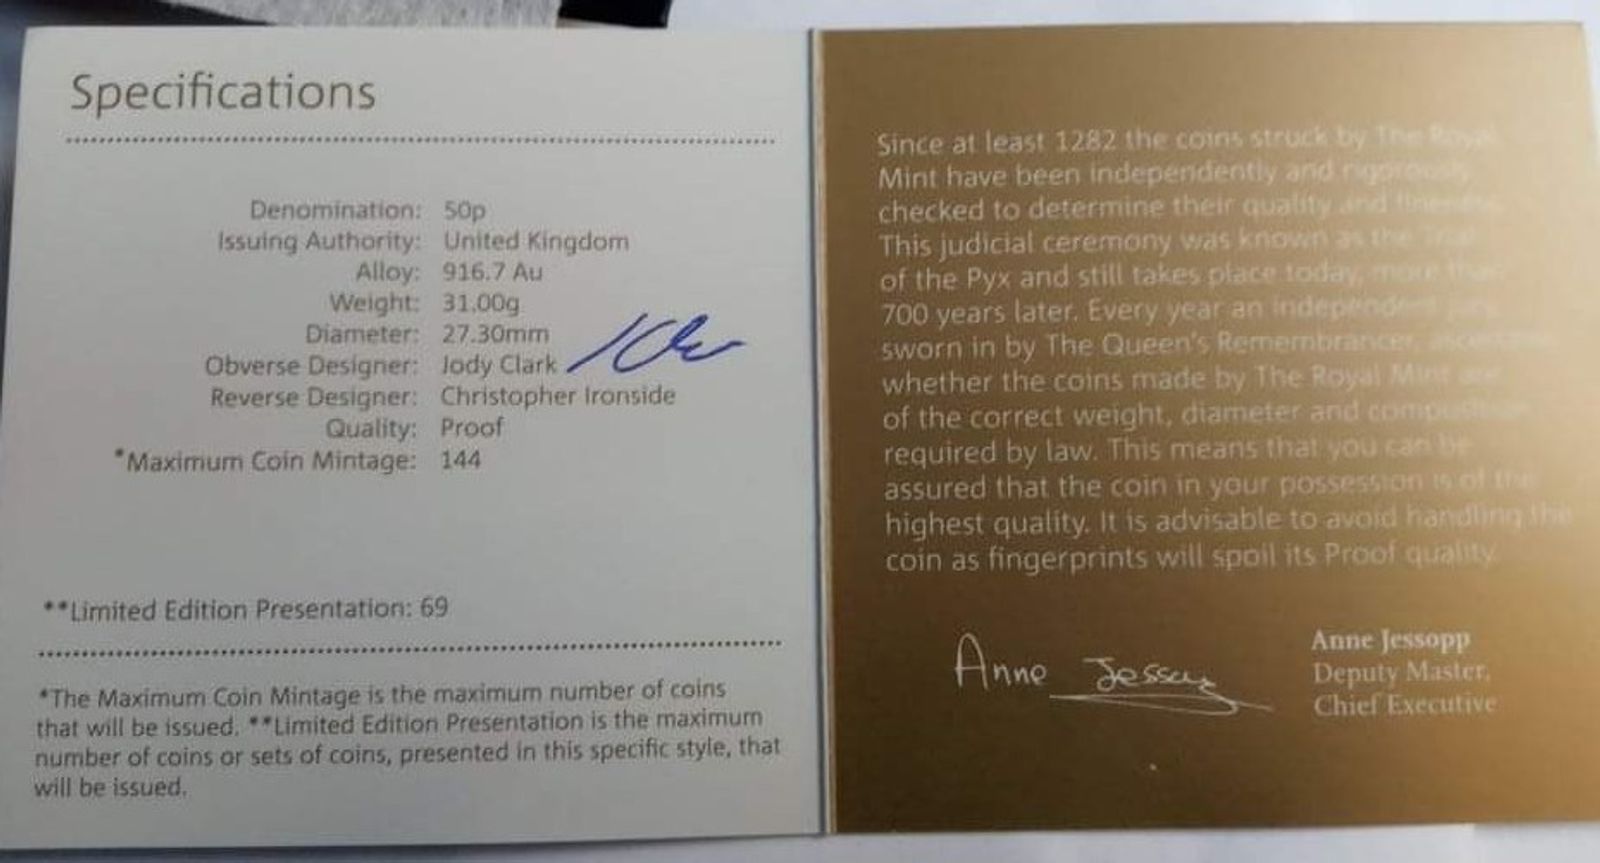 Specifications
Denomination: 50p
Issuing Authority: United Kingdom
Alloy: 916.7 Au
Weight: 31.00g
Diameter: 27.30mm
Obverse Designer: Jody Clark
Reverse Designer: Christopher Ironside
Quality: Proof
*Maximum Coin Mintage: 144
**Limited Edition Presentation: 69
*The Maximum Coin Mintage is the maximum number of coins
that will be issued. **Limited Edition Presentation is the maximum
number of coins or sets of coins, presented in this specific style, that
will be issued.
Since at least 1282 the coins struck by The Royal
Mint have been independently and rigorously
checked to determine their quality and
This judicial ceremony was known as the Trial
of the Pyx and still takes place today, more than
700 years later. Every year an independent jury,
sworn in by The Queen's Remembrancer,
whether the coins made by The Royal Mint are
of the correct weight, diameter and composition
required by law. This means that you can be
assured that the coin in your possession is of the
highest quality. It is advisable to avoid handling the
coin as fingerprints will spoil its Proof quality.
Anne Jessopp
Anne Jessopp
Deputy Master,
Chief Executive